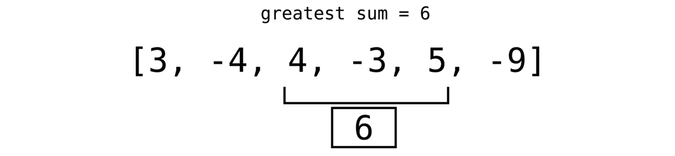 greatest sum = 6
[3, -4, 4, -3, 5, -9]
6